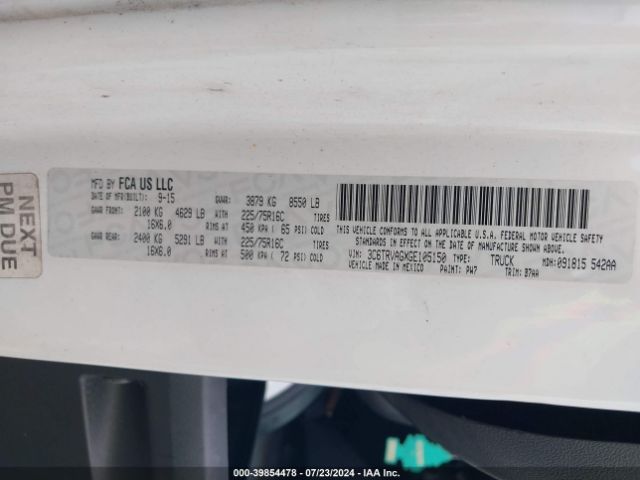 NEXT
PM DUE
MFD BY FCA US LLC
DATE OF MFR(BUILT): 9-15 GVWR: 3879 KG 8550 LB
GAWR FRONT: 2100 KG 4629 LB WITH 225/75R16C TIRES
16X6.0 RIMS AT 450 KPA ( 65 PSI) COLD
GAWR REAR: 2400 KG 5291 LB WITH 225/75R16C TIRES
16X6.0 RIMS AT 500 KPA ( 72 PSI) COLD
THIS VEHICLE CONFORMS TO ALL APPLICABLE U.S.A. FEDERAL MOTOR VEHICLE SAFETY
STANDARDS IN EFFECT ON THE DATE OF MANUFACTURE SHOWN ABOVE.
VIN: 3C6TRVAGXGE105150 TYPE: TRUCK MDH: 091815 542AA
VEHICLE MADE IN MEXICO PAINT: PW7 TRIM: B7AA
000-39854478 • 07/23/2024 • IAA Inc.